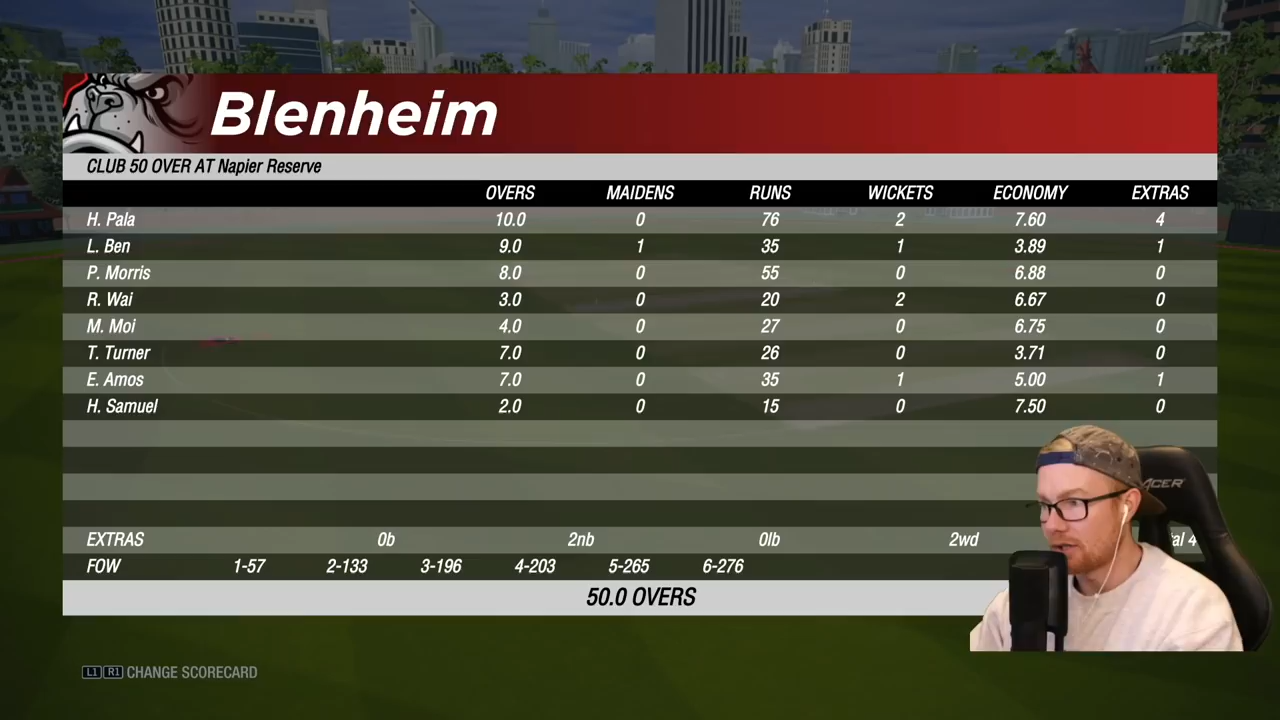 Blenheim
CLUB 50 OVER AT Napier Reserve
OVERS MAIDENS RUNS WICKETS ECONOMY EXTRAS
H. Pala 10.0 0 76 2 7.60 4
L. Ben 9.0 1 35 1 3.89 1
P. Morris 8.0 0 55 0 6.88 0
R. Wai 3.0 0 20 2 6.67 0
M. Moi 4.0 0 27 0 6.75 0
T. Turner 7.0 0 26 0 3.71 0
E. Amos 7.0 0 35 1 5.00 1
H. Samuel 2.0 0 15 0 7.50 0
ACER
EXTRAS 0b 2nb 0lb 2wd al 4
FOW 1-57 2-133 3-196 4-203 5-265 6-276
50.0 OVERS
L1 R1 CHANGE SCORECARD